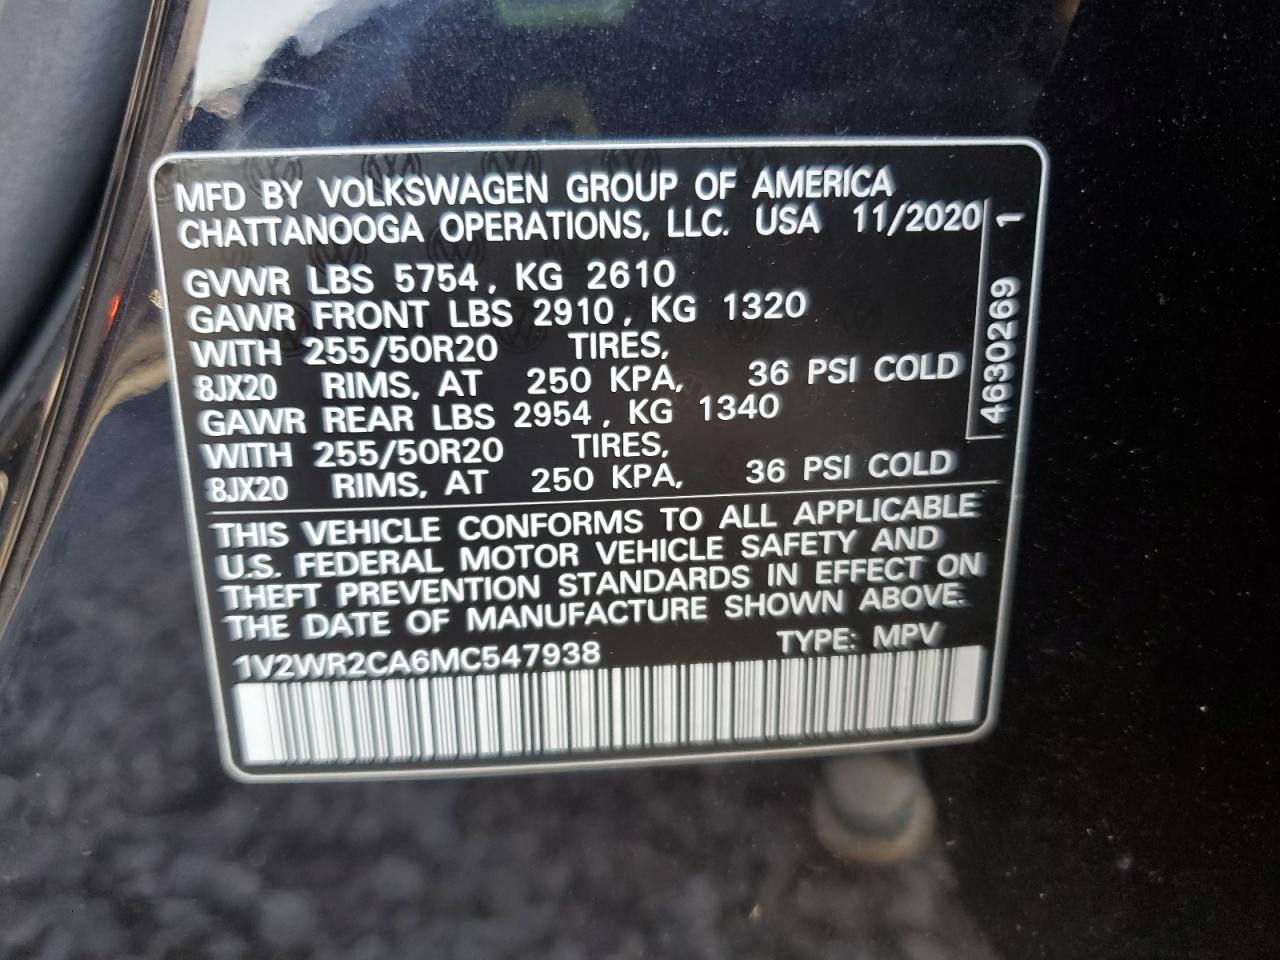 MFD BY VOLKSWAGEN GROUP OF AMERICA
CHATTANOOGA OPERATIONS, LLC. USA 11/2020
GVWR LBS 5754, KG 2610
GAWR FRONT LBS 2910, KG 1320
WITH 255/50R20 TIRES,
8JX20 RIMS, AT 250 KPA, 36 PSI COLD
GAWR REAR LBS 2954, KG 1340
WITH 255/50R20 TIRES,
8JX20 RIMS, AT 250 KPA, 36 PSI COLD
4630269 1
THIS VEHICLE CONFORMS TO ALL APPLICABLE
U.S. FEDERAL MOTOR VEHICLE SAFETY AND
THEFT PREVENTION STANDARDS IN EFFECT ON
THE DATE OF MANUFACTURE SHOWN ABOVE.
1V2WR2CA6MC547938 TYPE: MPV